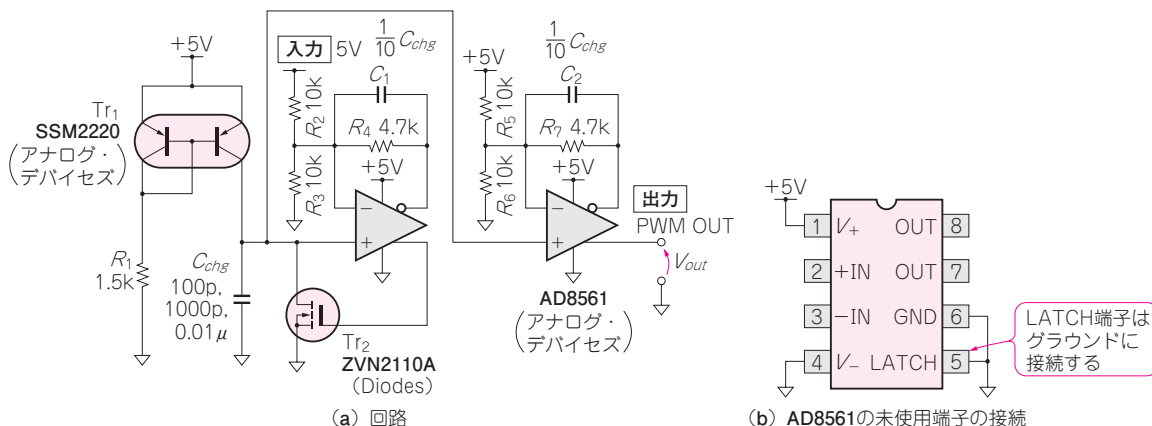 +5V
Tr1
SSM2220
(アナログ・
デバイセズ)
R1
1.5k
Cchg
100p,
1000p,
0.01μ
入力 5V
R2 10k
R3 10k
1/10 Cchg
C1
R4 4.7k
+5V
−
+
Tr2
ZVN2110A
(Diodes)
+5V
R5 10k
R6 10k
1/10 Cchg
C2
R7 4.7k
+5V
−
+
AD8561
(アナログ・
デバイセズ)
出力
PWM OUT
Vout
(a) 回路
+5V
1 V+ OUT 8
2 +IN OUT 7
3 −IN GND 6
4 V− LATCH 5
LATCH端子は
グラウンドに
接続する
(b) AD8561の未使用端子の接続